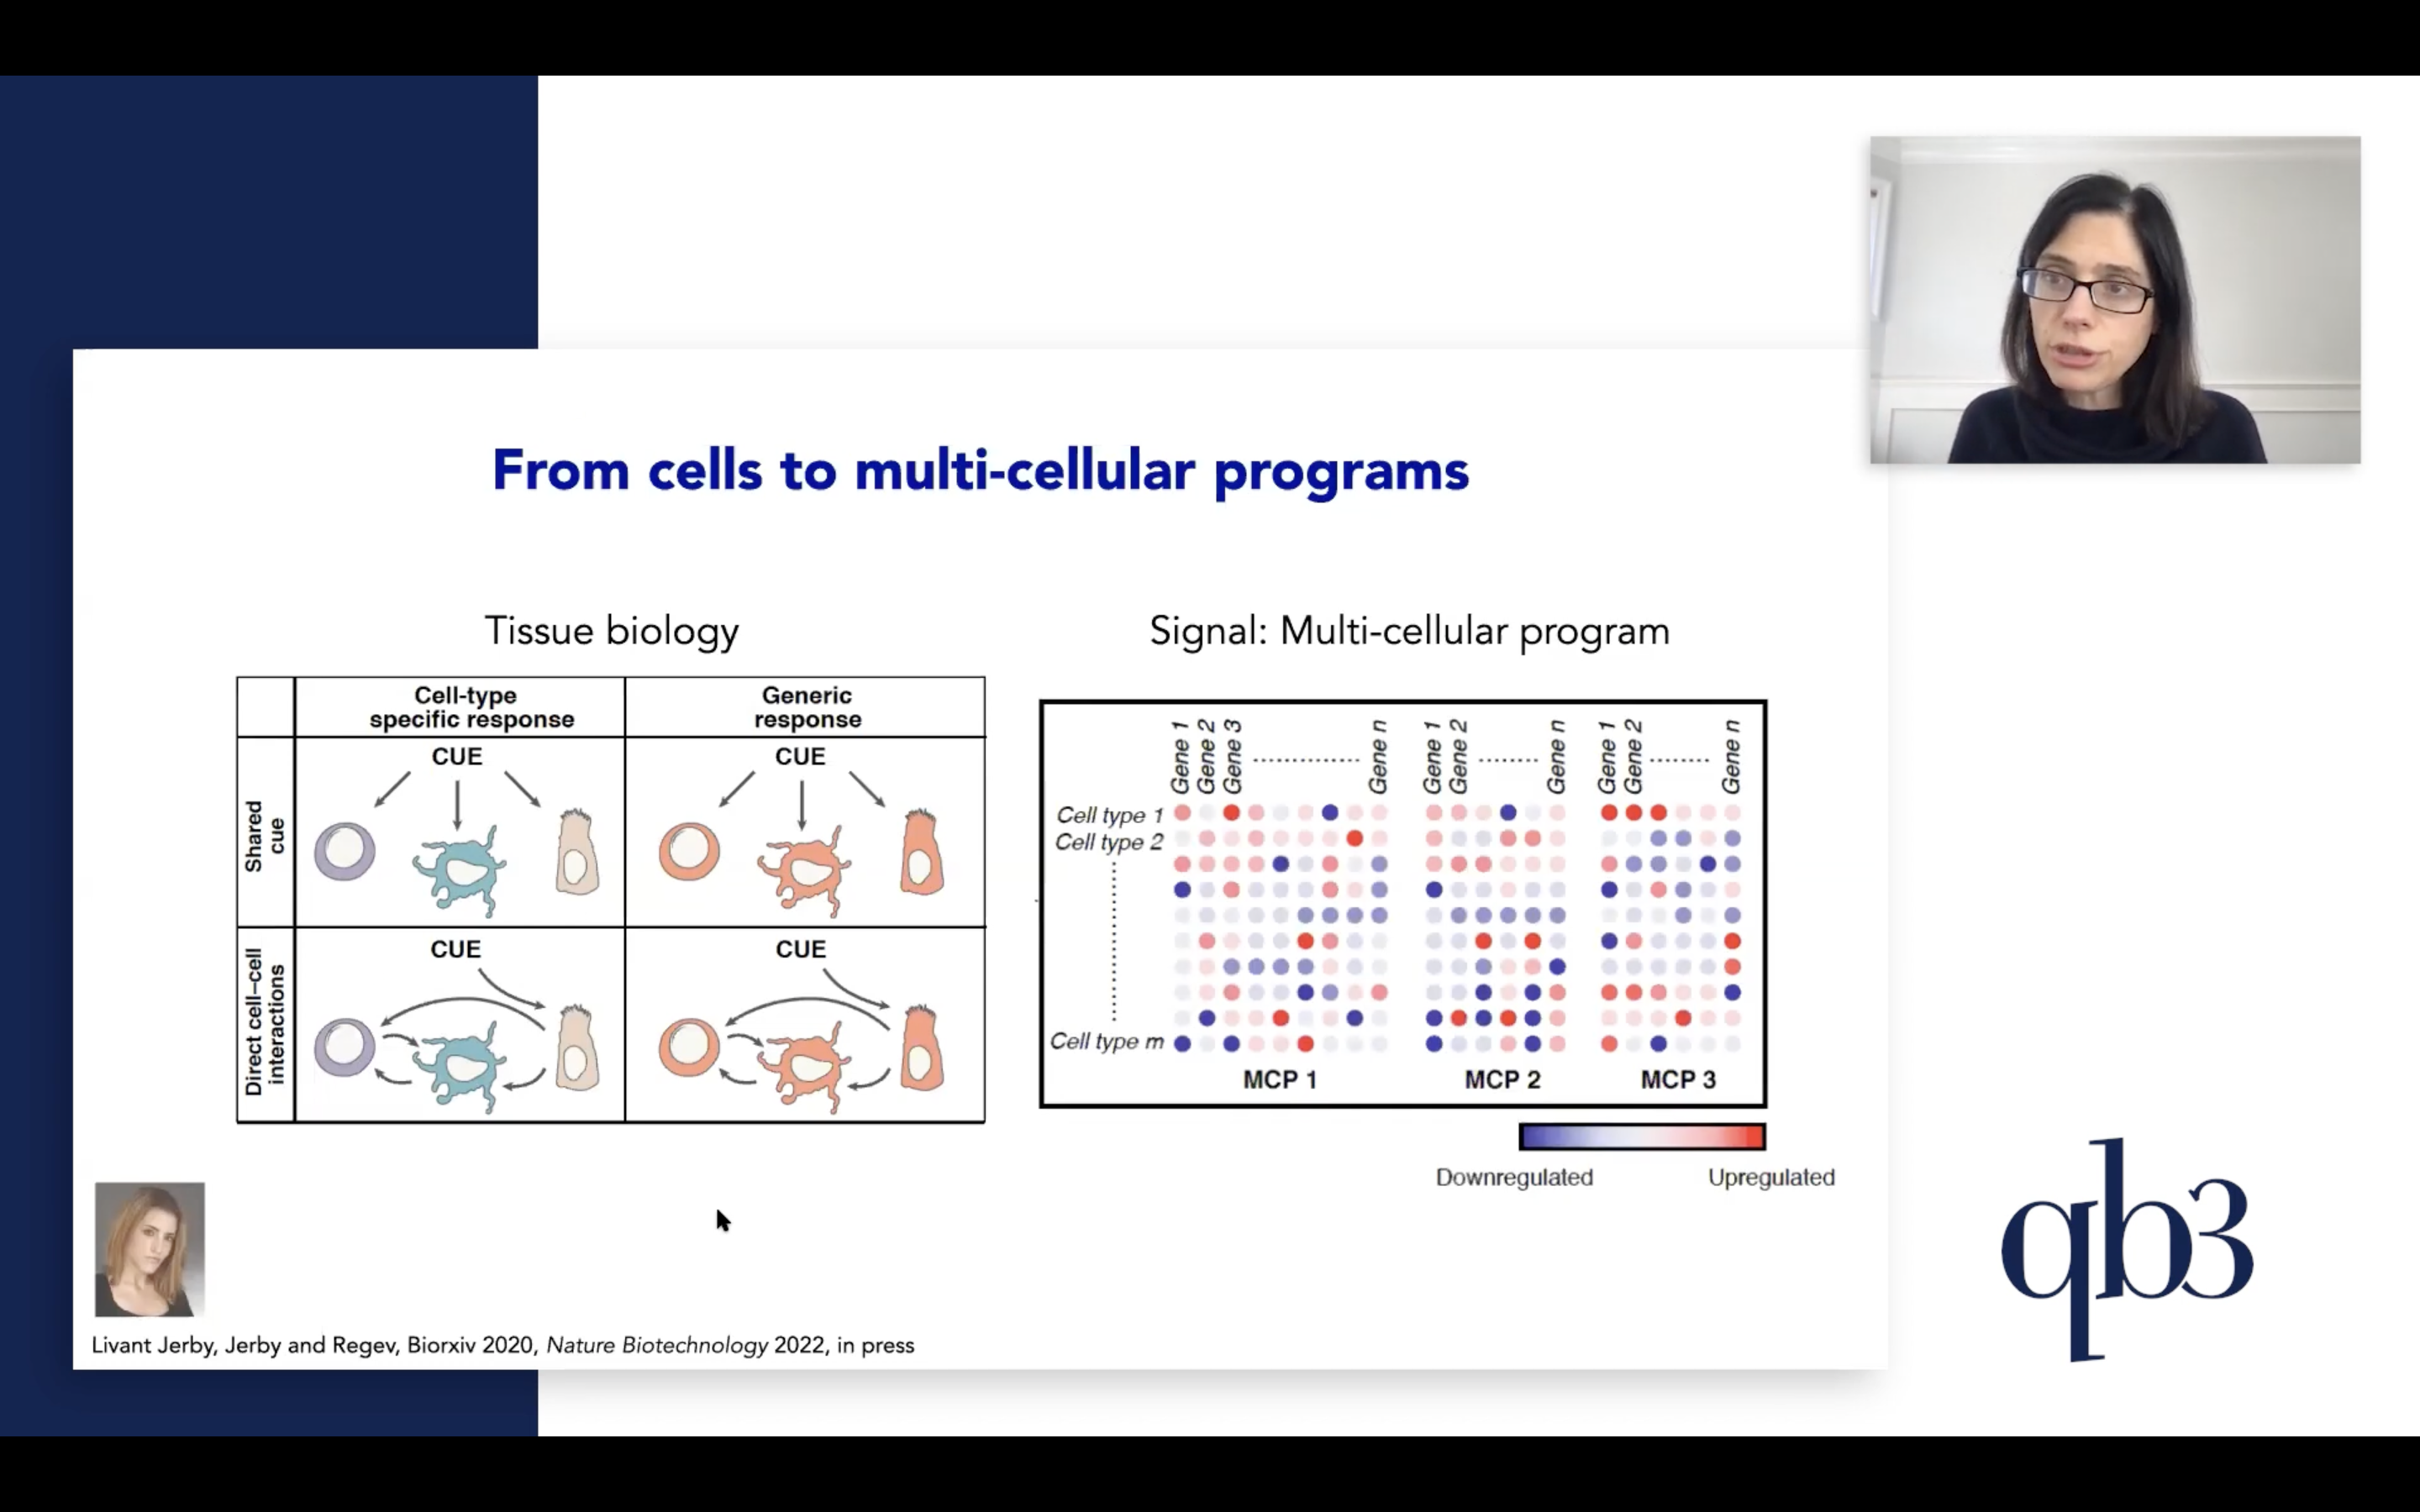 From cells to multi-cellular programs
Tissue biology
Cell-type
specific response
Generic
response
Shared
cue
CUE
CUE
Direct cell–cell
interactions
CUE
CUE
Signal: Multi-cellular program
Gene 1
Gene 2
Gene 3
Gene n
Gene 1
Gene 2
Gene n
Gene 1
Gene 2
Gene n
Cell type 1
Cell type 2
Cell type m
MCP 1
MCP 2
MCP 3
Downregulated
Upregulated
Livant Jerby, Jerby and Regev, Biorxiv 2020, Nature Biotechnology 2022, in press
qb3